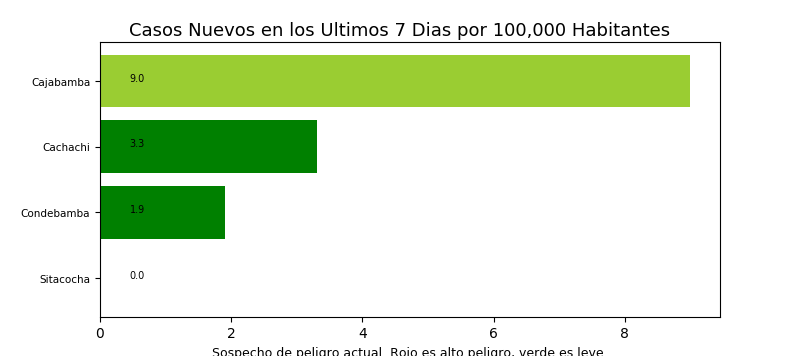 Casos Nuevos en los Ultimos 7 Dias por 100,000 Habitantes
Cajabamba 9.0
Cachachi 3.3
Condebamba 1.9
Sitacocha 0.0
0 2 4 6 8
Sospecho de peligro actual. Rojo es alto peligro, verde es leve